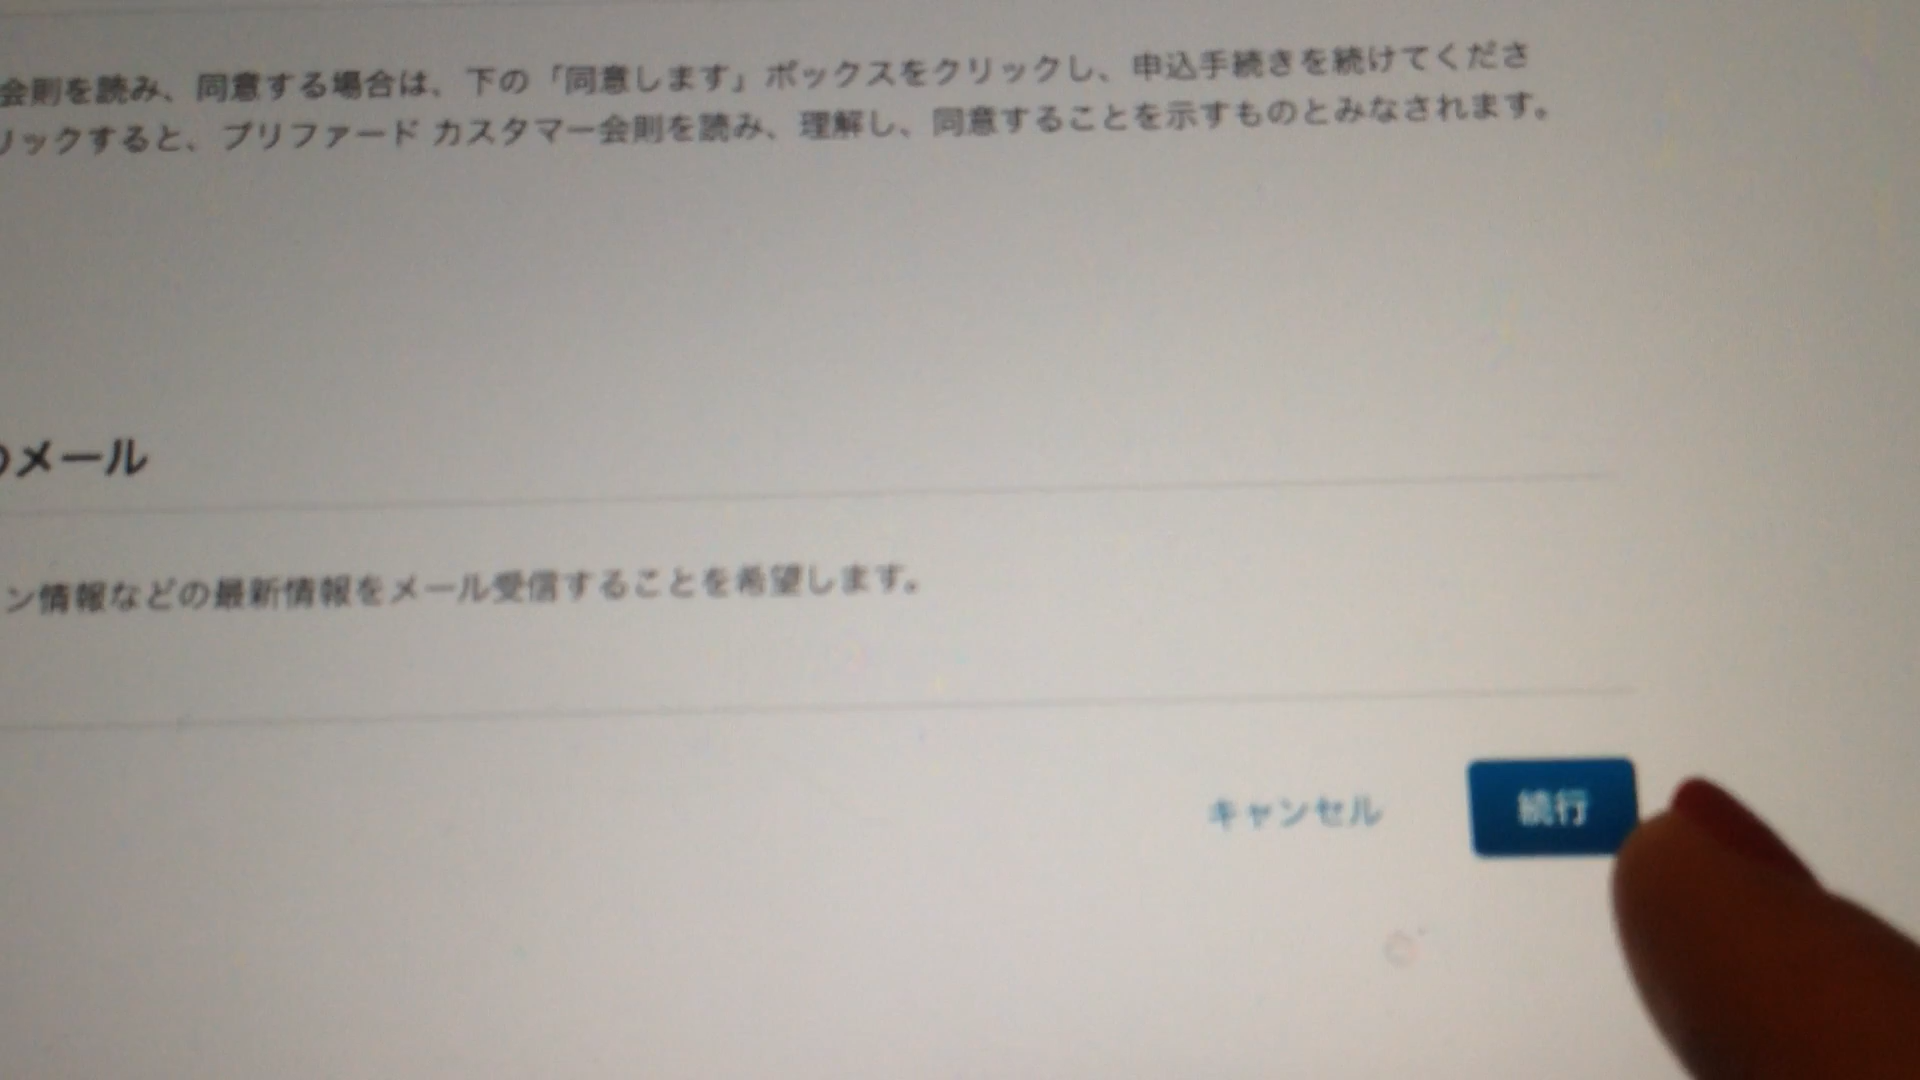 会則を読み、同意する場合は、下の「同意します」ボックスをクリックし、申込手続きを続けてくださ
リックすると、プリファード カスタマー会則を読み、理解し、同意することを示すものとみなされます。
のメール
ン情報などの最新情報をメール受信することを希望します。
キャンセル
続行